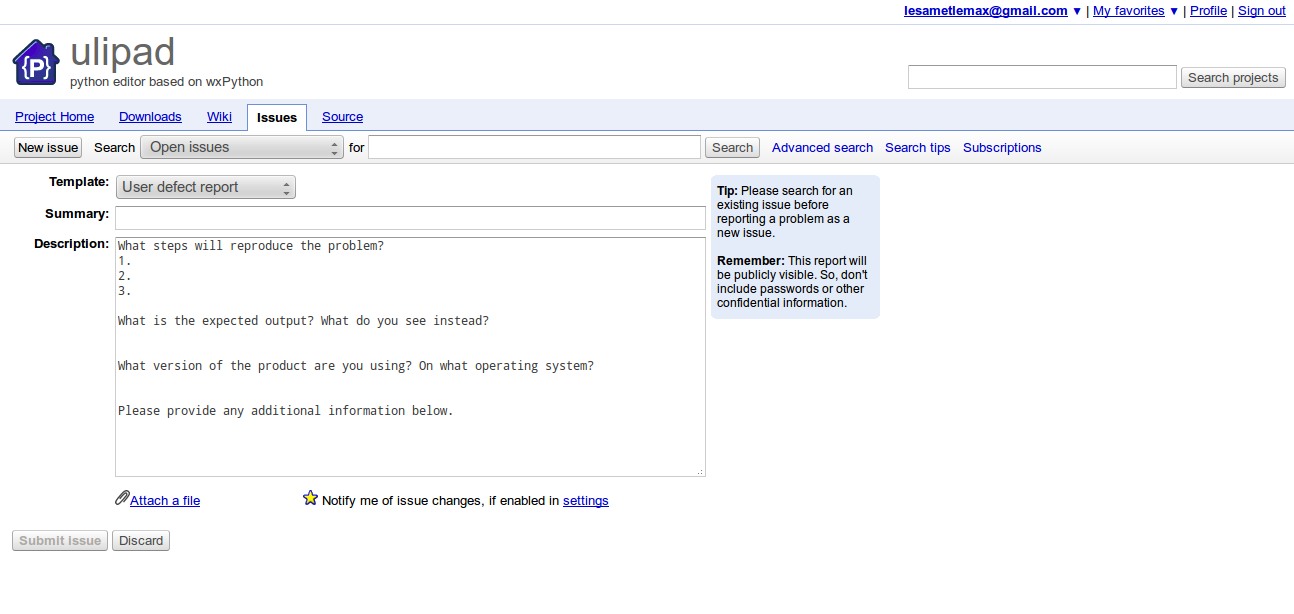 lesametlemax@gmail.com ▼ | My favorites ▼ | Profile | Sign out
{P}
ulipad
python editor based on wxPython
Search projects
Project Home Downloads Wiki Issues Source
New issue Search Open issues for Search Advanced search Search tips Subscriptions
Template: User defect report
Summary:
Description:
What steps will reproduce the problem?
1.
2.
3.
What is the expected output? What do you see instead?
What version of the product are you using? On what operating system?
Please provide any additional information below.
Tip: Please search for an
existing issue before
reporting a problem as a
new issue.
Remember: This report will
be publicly visible. So, don't
include passwords or other
confidential information.
Attach a file Notify me of issue changes, if enabled in settings
Submit issue Discard